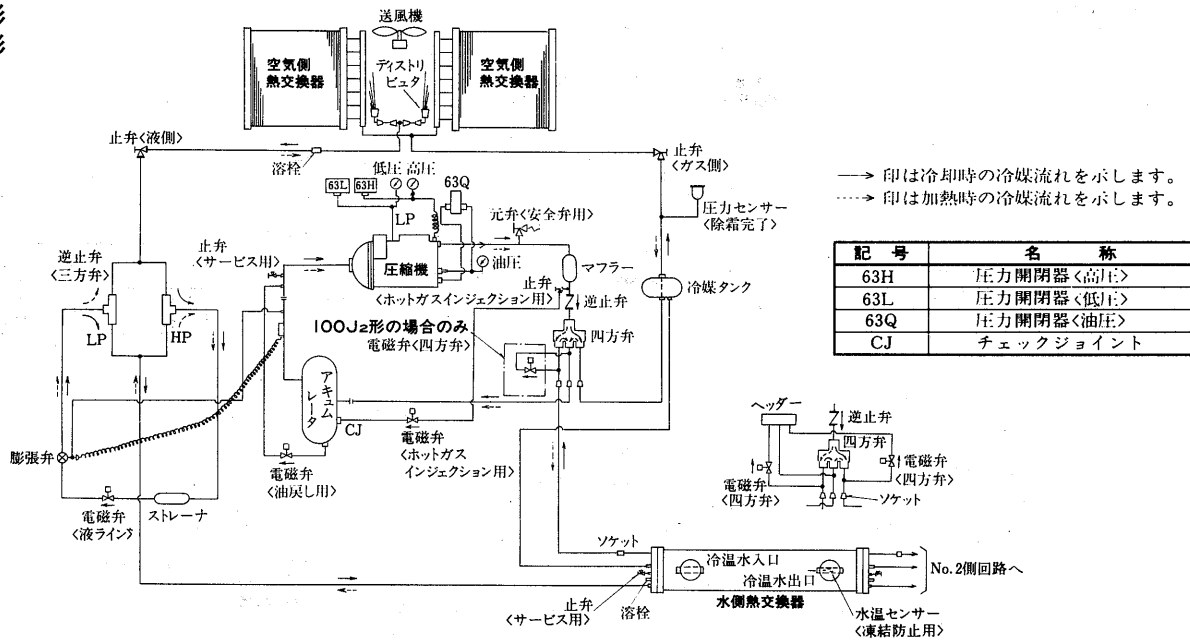 形
形
送風機
空気側
熱交換器
ディストリ
ビュタ
空気側
熱交換器
止弁〈液側〉
溶栓
低圧 高圧
63L
63H
63Q
LP
止弁
〈ガス側〉
圧力センサー
〈除霜完了〉
元弁〈安全弁用〉
止弁
〈サービス用〉
圧縮機
油圧
マフラー
冷媒タンク
逆止弁
〈三方弁〉
LP
HP
止弁
〈ホットガスインジェクション用〉
逆止弁
100J2形の場合のみ
電磁弁〈四方弁〉
四方弁
アキュム
レータ
CJ
電磁弁
〈ホットガス
インジェクション用〉
膨張弁
電磁弁
〈油戻し用〉
電磁弁
〈液ライン〉
ストレーナ
→ 印は冷却時の冷媒流れを示します。
⇢ 印は加熱時の冷媒流れを示します。
記 号 名 称
63H 圧力開閉器〈高圧〉
63L 圧力開閉器〈低圧〉
63Q 圧力開閉器〈油圧〉
CJ チェックジョイント
ヘッダー
逆止弁
四方弁
電磁弁
〈四方弁〉
電磁弁
〈四方弁〉
ソケット
ソケット
冷温水入口
冷温水出口
水側熱交換器
No.2側回路へ
止弁
〈サービス用〉
溶栓
水温センサー
〈凍結防止用〉